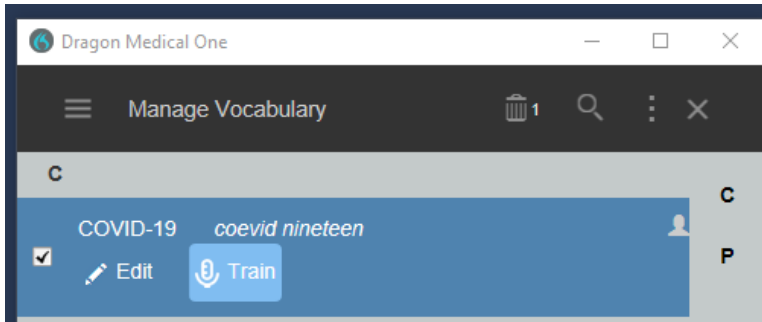 Dragon Medical One
Manage Vocabulary 1
C
C
COVID-19 coevid nineteen
P
Edit Train